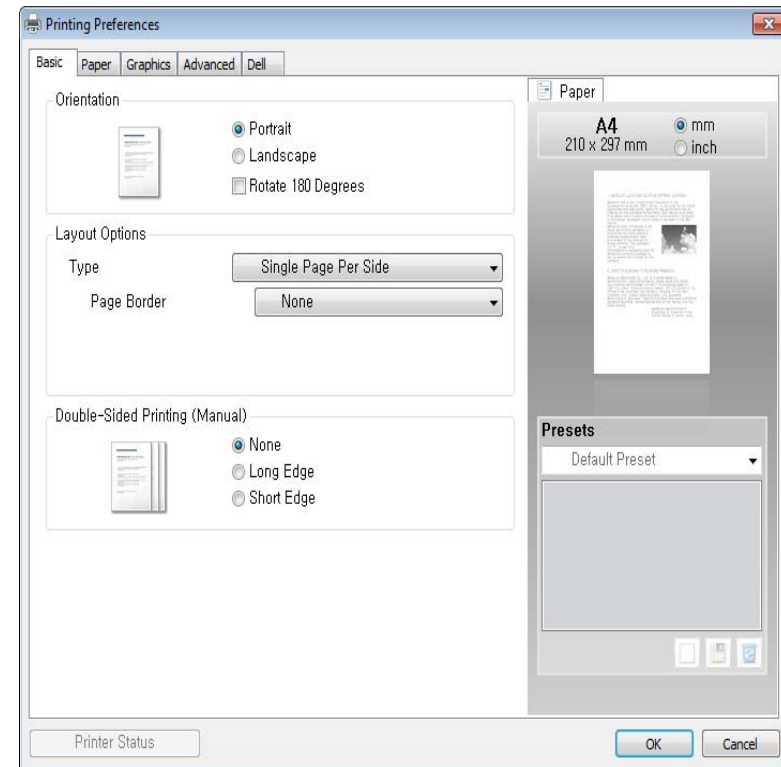 Printing Preferences
Basic Paper Graphics Advanced Dell
Orientation
Portrait
Landscape
Rotate 180 Degrees
Layout Options
Type Single Page Per Side
Page Border None
Double-Sided Printing (Manual)
None
Long Edge
Short Edge
Paper
A4
210 x 297 mm
mm
inch
Presets
Default Preset
Printer Status
OK Cancel